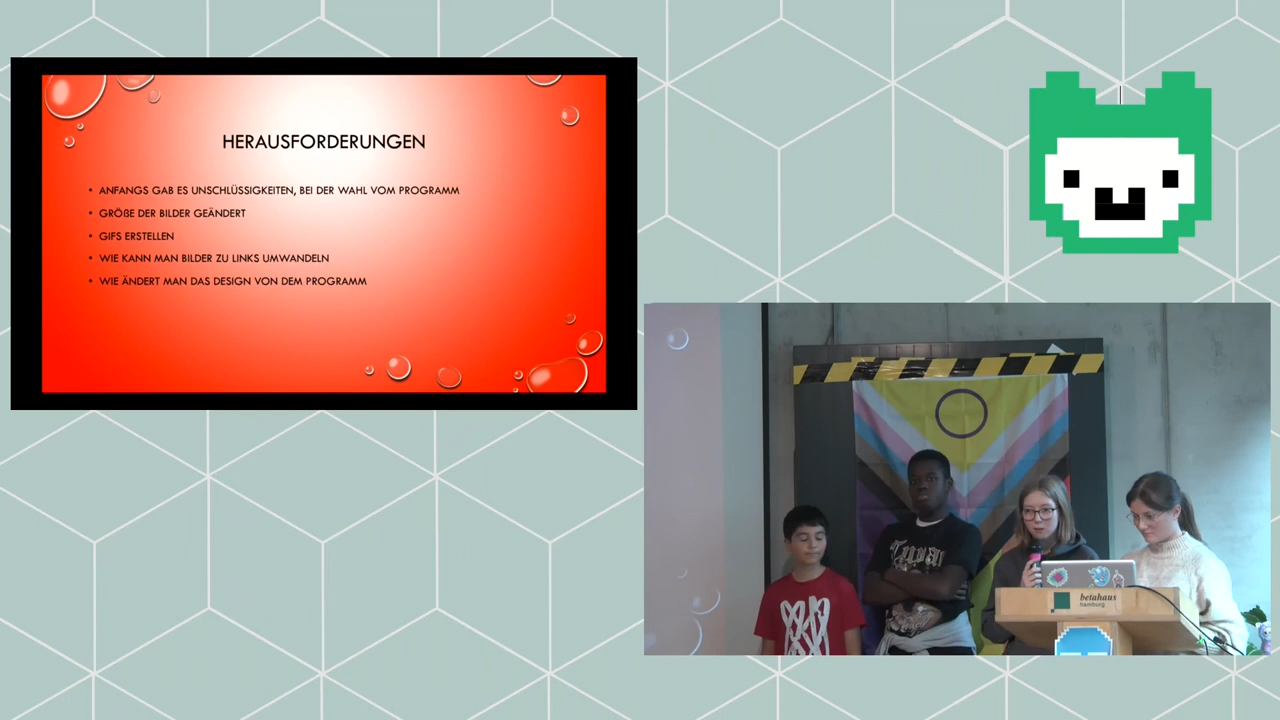 HERAUSFORDERUNGEN
• ANFANGS GAB ES UNSCHLÜSSIGKEITEN, BEI DER WAHL VOM PROGRAMM
• GRÖßE DER BILDER GEÄNDERT
• GIFS ERSTELLEN
• WIE KANN MAN BILDER ZU LINKS UMWANDELN
• WIE ÄNDERT MAN DAS DESIGN VON DEM PROGRAMM
betahaus
hamburg